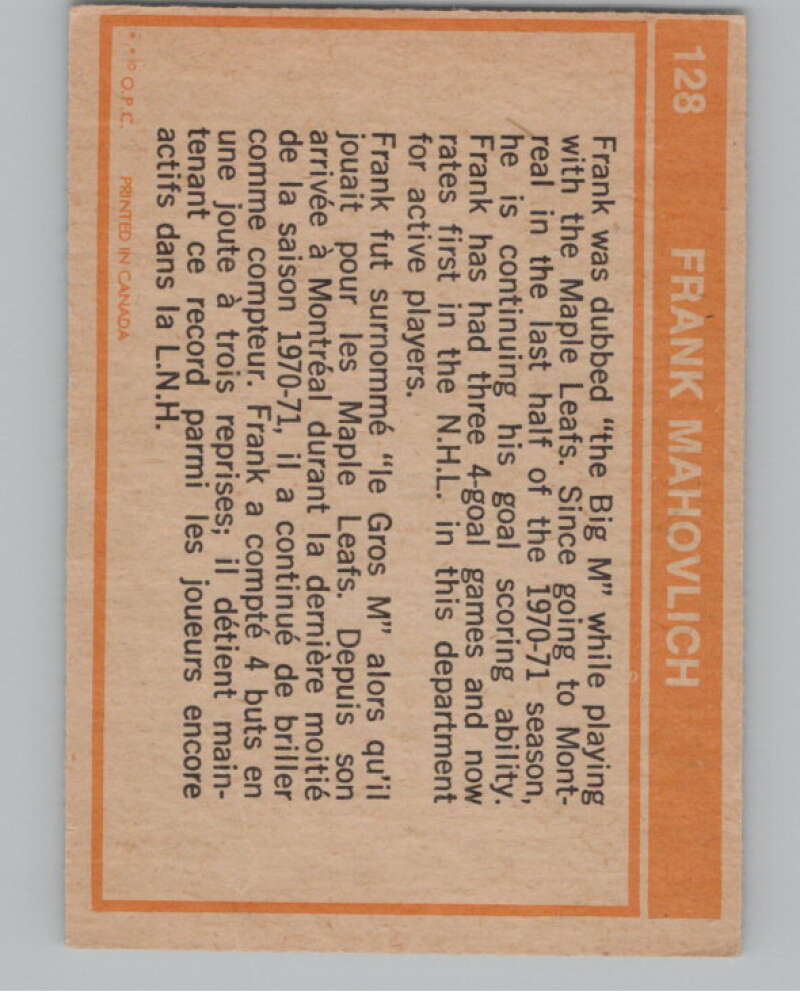 128 FRANK MAHOVLICH
Frank was dubbed “the Big M” while playing
with the Maple Leafs. Since going to Mont-
real in the last half of the 1970-71 season,
he is continuing his goal scoring ability.
Frank has had three 4-goal games and now
rates first in the N.H.L. in this department
for active players.
Frank fut surnommé “le Gros M” alors qu'il
jouait pour les Maple Leafs. Depuis son
arrivée à Montréal durant la dernière moitié
de la saison 1970-71, il a continué de briller
comme compteur. Frank a compté 4 buts en
une joute à trois reprises; il détient main-
tenant ce record parmi les joueurs encore
actifs dans la L.N.H.
* * © O.P.C. PRINTED IN CANADA